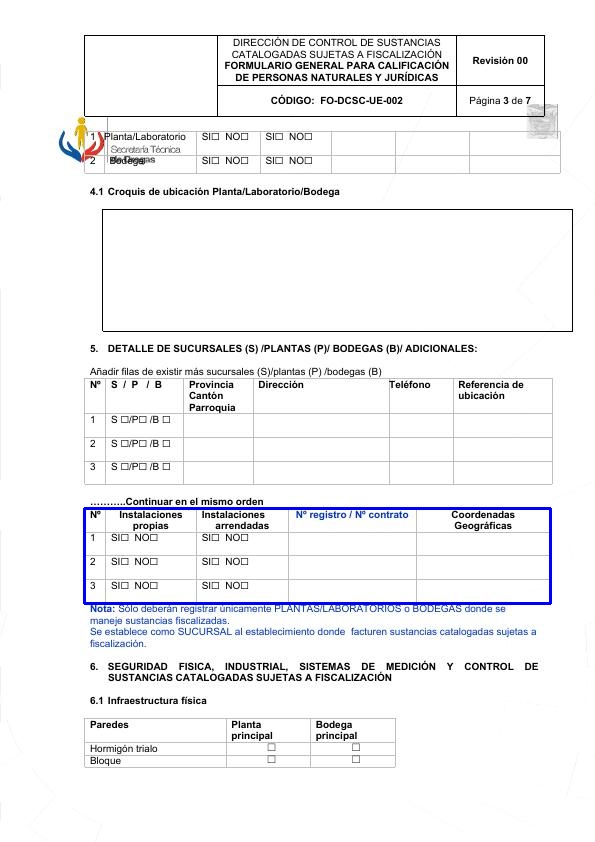 DIRECCIÓN DE CONTROL DE SUSTANCIAS
CATALOGADAS SUJETAS A FISCALIZACIÓN
FORMULARIO GENERAL PARA CALIFICACIÓN
DE PERSONAS NATURALES Y JURÍDICAS
Revisión 00
CÓDIGO: FO-DCSC-UE-002
Página 3 de 7
1 Planta/Laboratorio SI☐ NO☐ SI☐ NO☐
Secretaría Técnica
de Drogas
2 Bodega SI☐ NO☐ SI☐ NO☐
4.1 Croquis de ubicación Planta/Laboratorio/Bodega
5. DETALLE DE SUCURSALES (S) /PLANTAS (P)/ BODEGAS (B)/ ADICIONALES:
Añadir filas de existir más sucursales (S)/plantas (P) /bodegas (B)
Nº S / P / B Provincia Dirección Teléfono Referencia de
Cantón ubicación
Parroquia
1 S ☐/P☐ /B ☐
2 S ☐/P☐ /B ☐
3 S ☐/P☐ /B ☐
………..Continuar en el mismo orden
Nº Instalaciones Instalaciones Nº registro / Nº contrato Coordenadas
propias arrendadas Geográficas
1 SI☐ NO☐ SI☐ NO☐
2 SI☐ NO☐ SI☐ NO☐
3 SI☐ NO☐ SI☐ NO☐
Nota: Sólo deberán registrar únicamente PLANTAS/LABORATORIOS o BODEGAS donde se
maneje sustancias fiscalizadas.
Se establece como SUCURSAL al establecimiento donde facturen sustancias catalogadas sujetas a
fiscalización.
6. SEGURIDAD FISICA, INDUSTRIAL, SISTEMAS DE MEDICIÓN Y CONTROL DE
SUSTANCIAS CATALOGADAS SUJETAS A FISCALIZACIÓN
6.1 Infraestructura física
Paredes Planta Bodega
principal principal
Hormigón trialo ☐ ☐
Bloque ☐ ☐